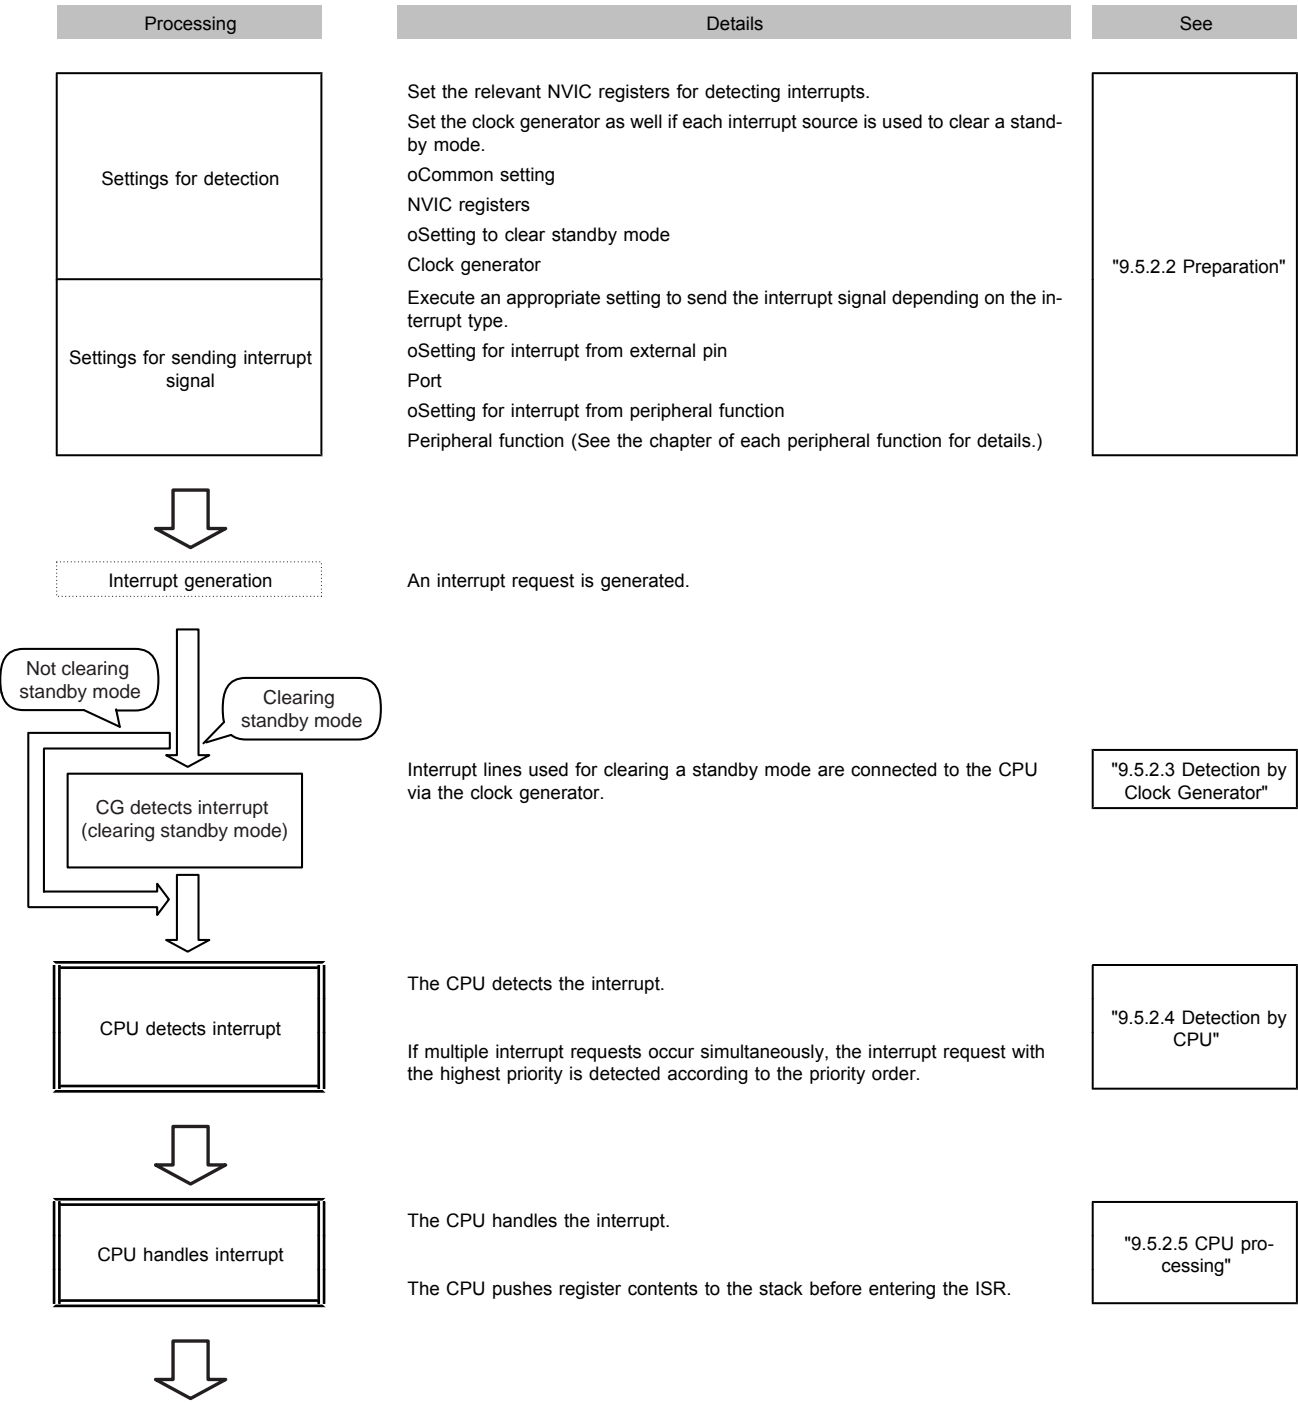 Processing
Details
See
Settings for detection
Set the relevant NVIC registers for detecting interrupts.
Set the clock generator as well if each interrupt source is used to clear a stand-
by mode.
oCommon setting
NVIC registers
oSetting to clear standby mode
Clock generator
"9.5.2.2 Preparation"
Settings for sending interrupt
signal
Execute an appropriate setting to send the interrupt signal depending on the in-
terrupt type.
oSetting for interrupt from external pin
Port
oSetting for interrupt from peripheral function
Peripheral function (See the chapter of each peripheral function for details.)
Interrupt generation
An interrupt request is generated.
Not clearing
standby mode
Clearing
standby mode
CG detects interrupt
(clearing standby mode)
Interrupt lines used for clearing a standby mode are connected to the CPU
via the clock generator.
"9.5.2.3 Detection by
Clock Generator"
CPU detects interrupt
The CPU detects the interrupt.
If multiple interrupt requests occur simultaneously, the interrupt request with
the highest priority is detected according to the priority order.
"9.5.2.4 Detection by
CPU"
CPU handles interrupt
The CPU handles the interrupt.
The CPU pushes register contents to the stack before entering the ISR.
"9.5.2.5 CPU pro-
cessing"